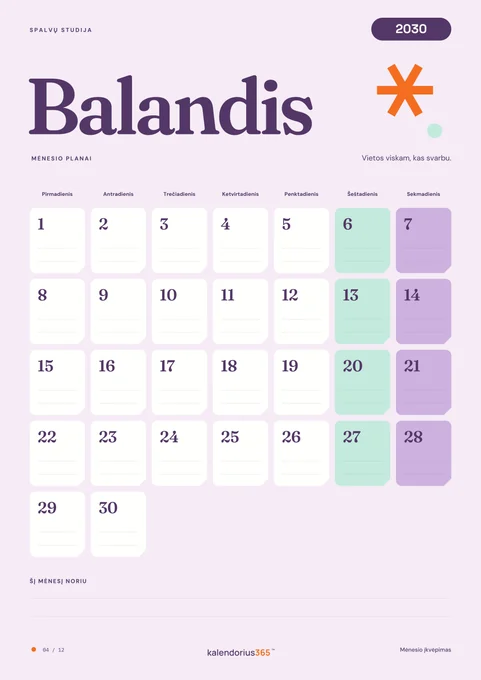 SPALVŲ STUDIJA
2030
Balandis
MĖNESIO PLANAI
Vietos viskam, kas svarbu.
Pirmadienis Antradienis Trečiadienis Ketvirtadienis Penktadienis Šeštadienis Sekmadienis
1 2 3 4 5 6 7
8 9 10 11 12 13 14
15 16 17 18 19 20 21
22 23 24 25 26 27 28
29 30
ŠĮ MĖNESĮ NORIU
04 / 12
kalendorius365™
Mėnesio įkvėpimas